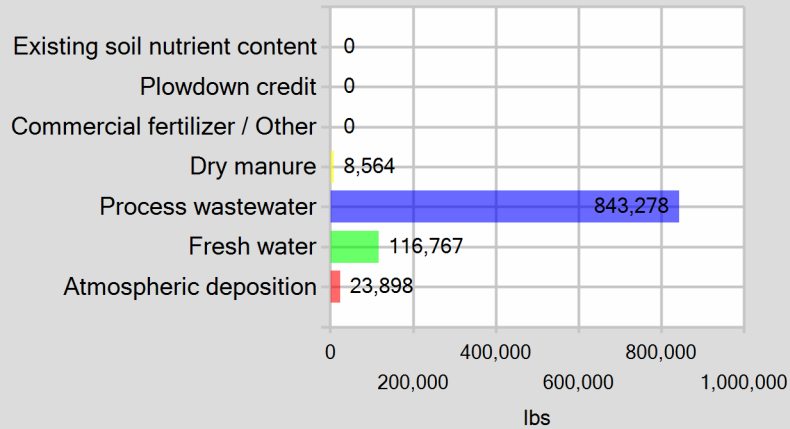 Existing soil nutrient content 0
Plowdown credit 0
Commercial fertilizer / Other 0
Dry manure 8,564
Process wastewater 843,278
Fresh water 116,767
Atmospheric deposition 23,898
0 400,000 800,000
200,000 600,000 1,000,000
lbs